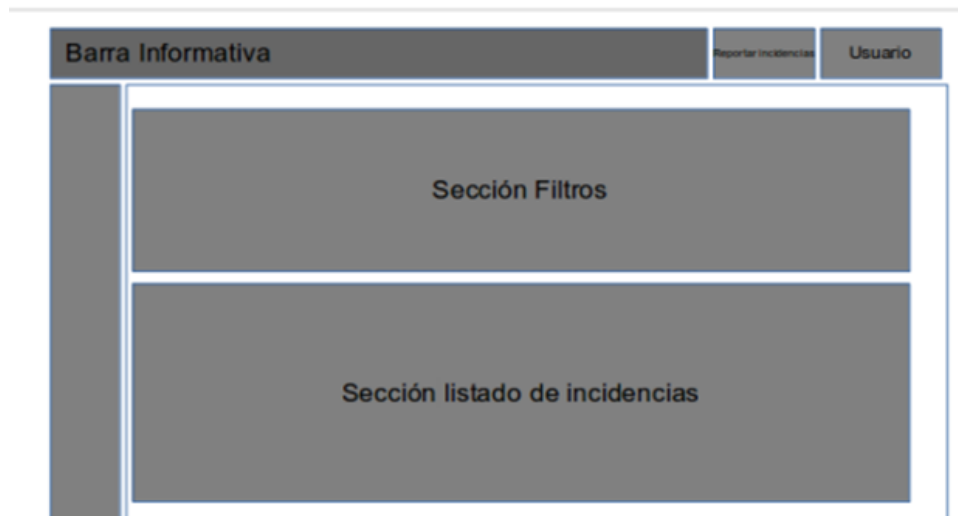 Barra Informativa
Reportar Incidencias
Usuario
Sección Filtros
Sección listado de incidencias